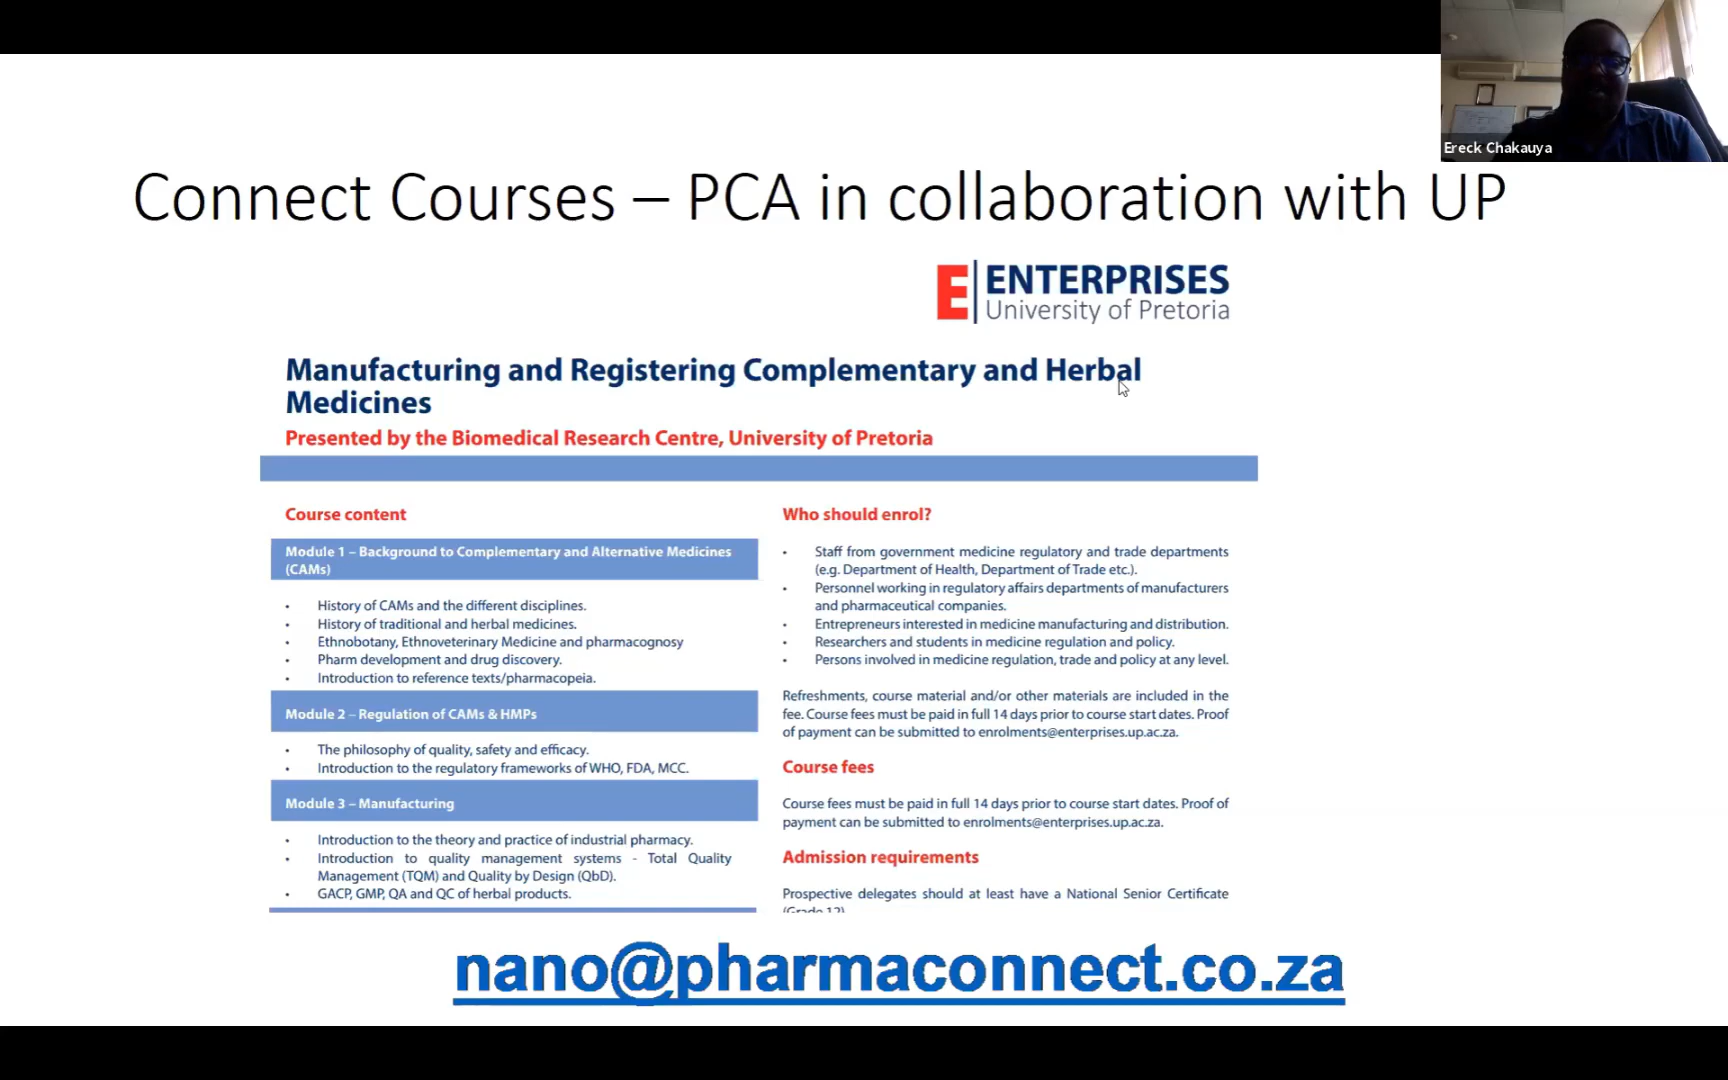 Ereck Chakauya
Connect Courses – PCA in collaboration with UP
E ENTERPRISES
University of Pretoria
Manufacturing and Registering Complementary and Herbal
Medicines
Presented by the Biomedical Research Centre, University of Pretoria
Course content
Module 1 – Background to Complementary and Alternative Medicines
(CAMs)
• History of CAMs and the different disciplines.
• History of traditional and herbal medicines.
• Ethnobotany, Ethnoveterinary Medicine and pharmacognosy
• Pharm development and drug discovery.
• Introduction to reference texts/pharmacopeia.
Module 2 – Regulation of CAMs & HMPs
• The philosophy of quality, safety and efficacy.
• Introduction to the regulatory frameworks of WHO, FDA, MCC.
Module 3 – Manufacturing
• Introduction to the theory and practice of industrial pharmacy.
• Introduction to quality management systems - Total Quality
Management (TQM) and Quality by Design (QbD).
• GACP, GMP, QA and QC of herbal products.
Who should enrol?
• Staff from government medicine regulatory and trade departments
(e.g. Department of Health, Department of Trade etc.).
• Personnel working in regulatory affairs departments of manufacturers
and pharmaceutical companies.
• Entrepreneurs interested in medicine manufacturing and distribution.
• Researchers and students in medicine regulation and policy.
• Persons involved in medicine regulation, trade and policy at any level.
Refreshments, course material and/or other materials are included in the
fee. Course fees must be paid in full 14 days prior to course start dates. Proof
of payment can be submitted to enrolments@enterprises.up.ac.za.
Course fees
Course fees must be paid in full 14 days prior to course start dates. Proof of
payment can be submitted to enrolments@enterprises.up.ac.za.
Admission requirements
Prospective delegates should at least have a National Senior Certificate
(Grade 12)
nano@pharmaconnect.co.za